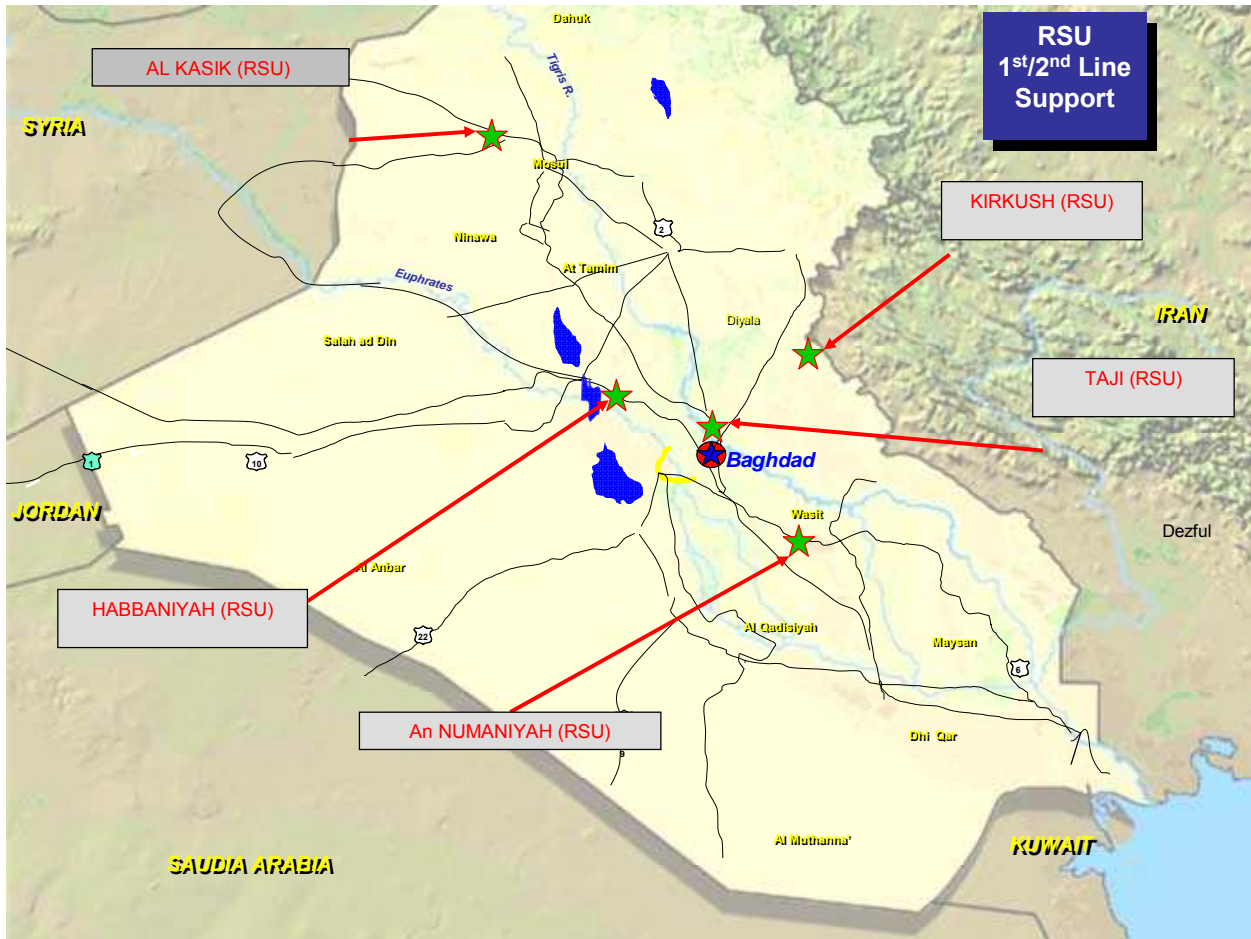 Dahuk
RSU
1st/2nd Line
Support
AL KASIK (RSU)
Tigris R.
SYRIA
Mosul
KIRKUSH (RSU)
2
Ninawa
At Tamim
Euphrates
IRAN
Diyala
Salah ad Din
TAJI (RSU)
1
10
Baghdad
JORDAN
Wasit
Dezful
Al Anbar
HABBANIYAH (RSU)
22
Al Qadisiyah
Maysan
6
An NUMANIYAH (RSU)
Dhi Qar
9
Al Muthanna'
KUWAIT
SAUDIA ARABIA